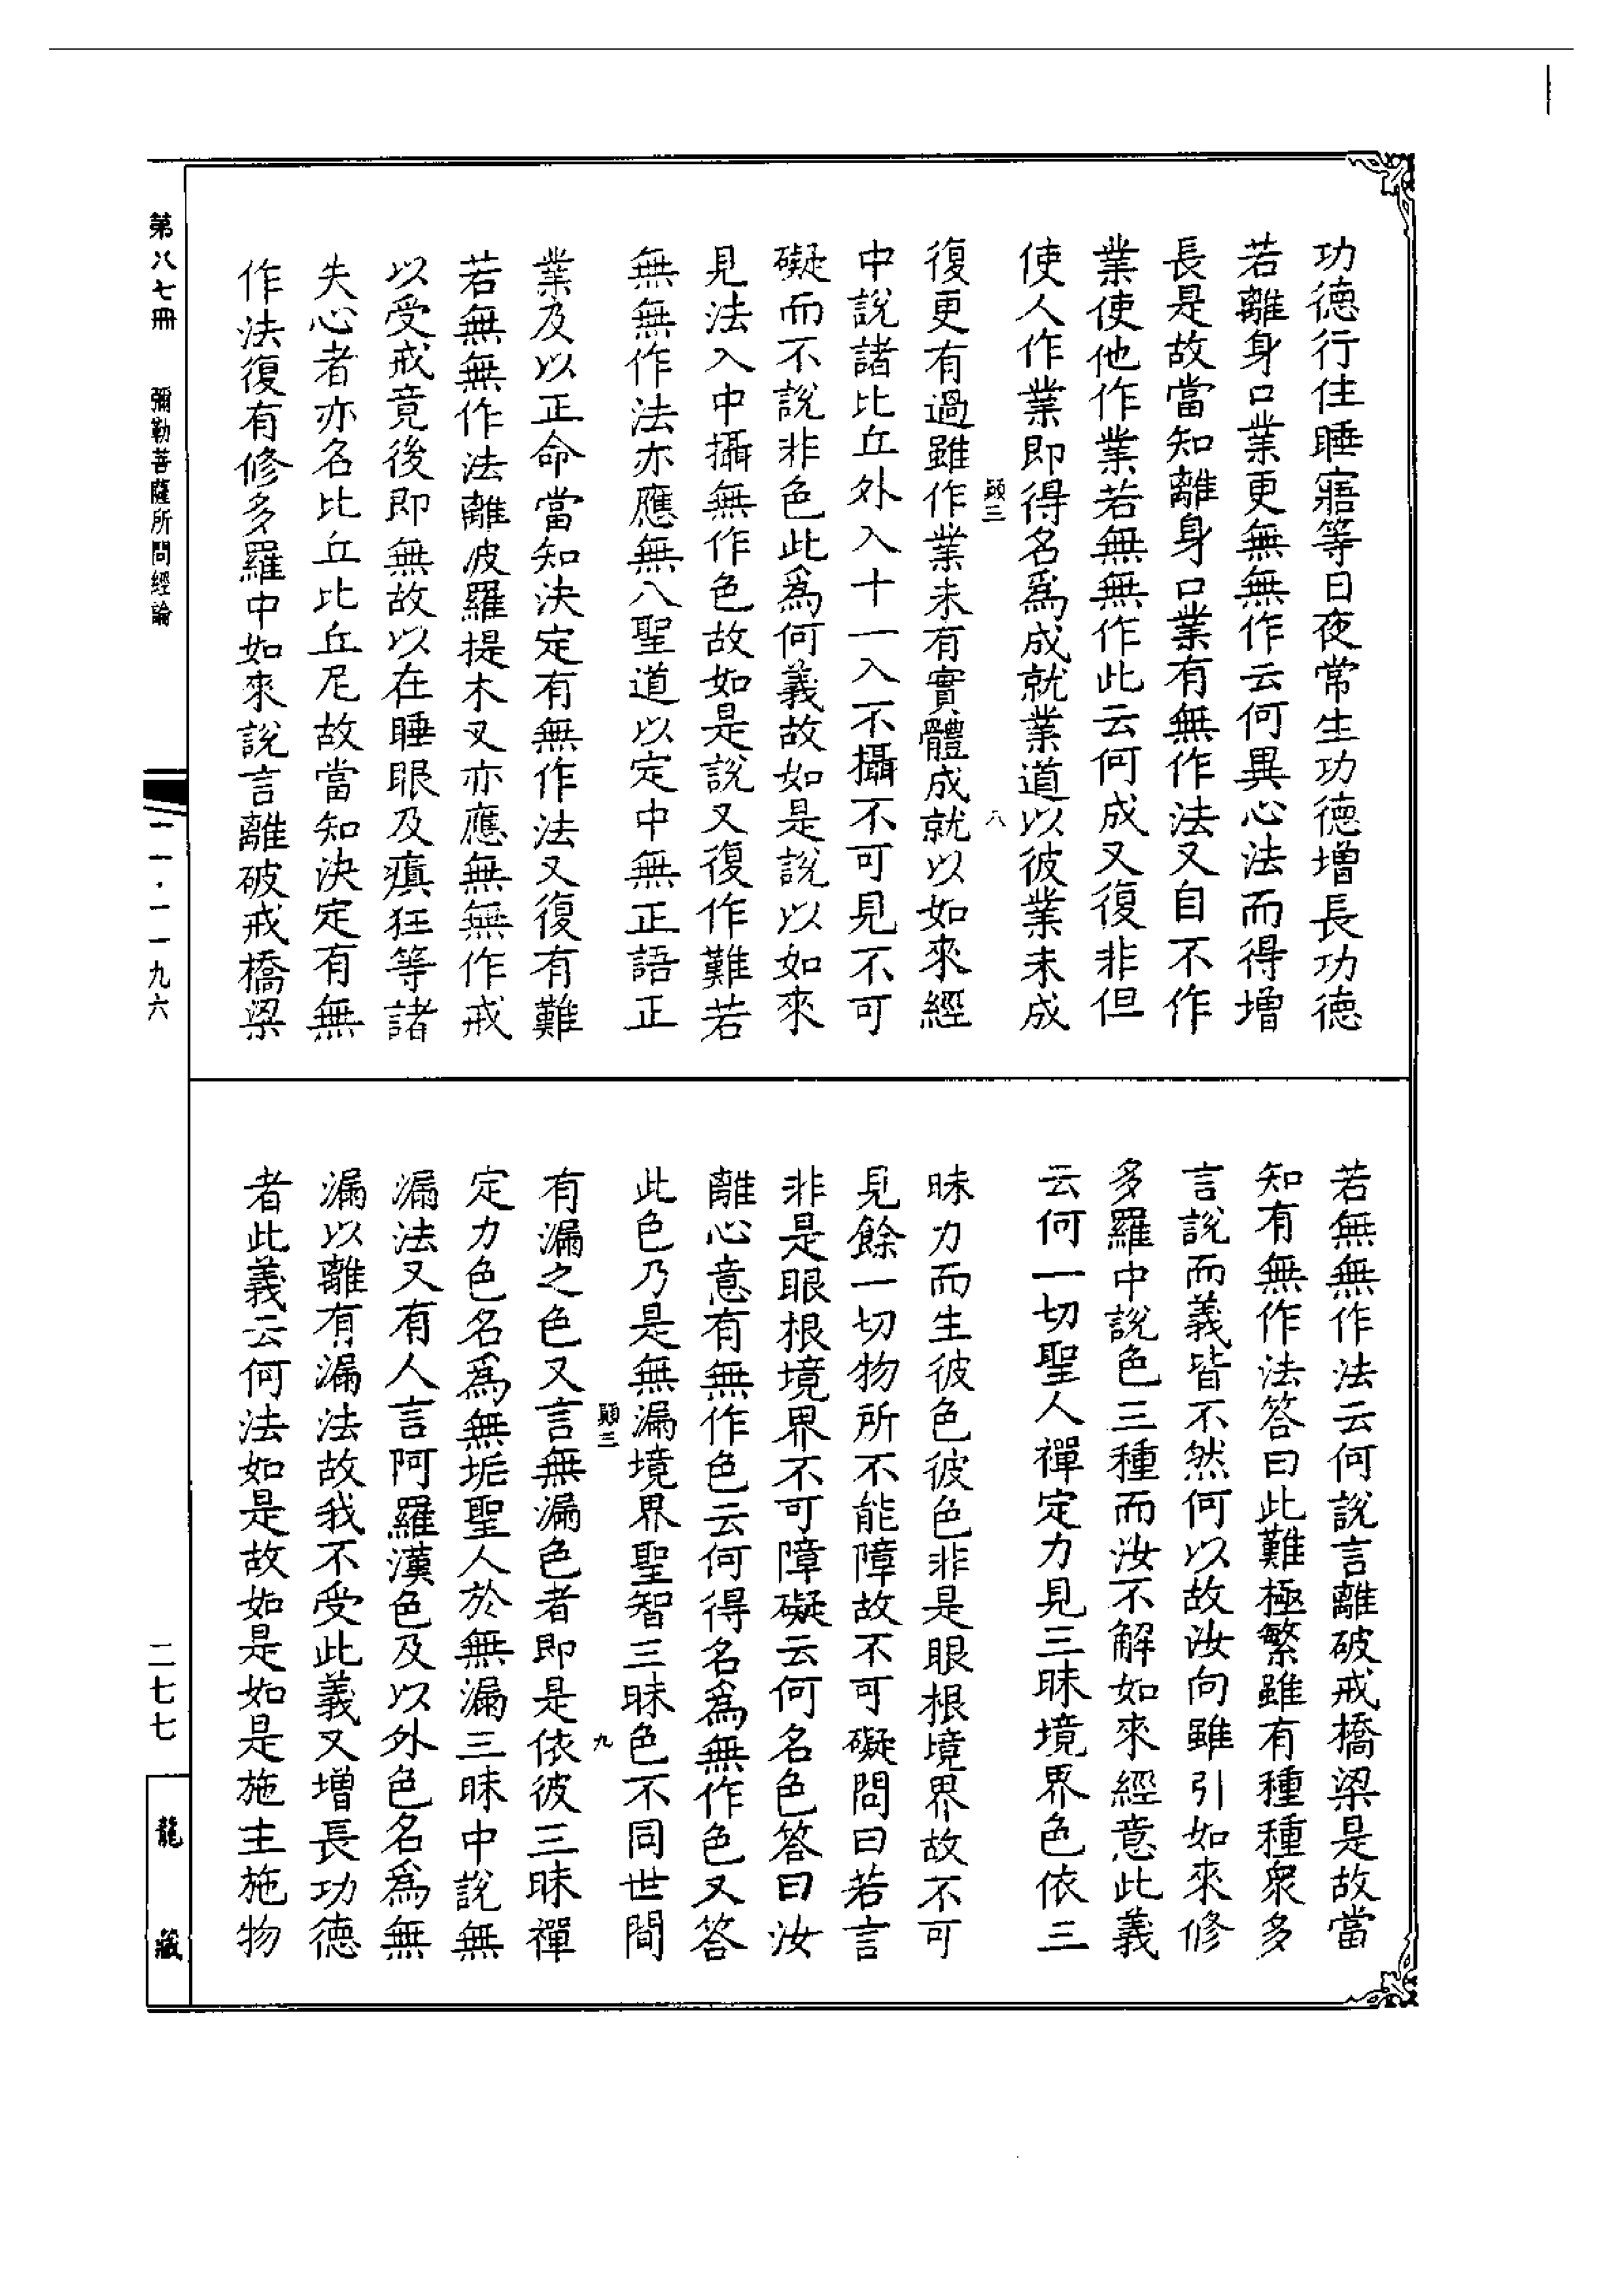 功德行住睡寤等日夜常生功德增長功德
若離身口業更無無作云何異心法而得增
長是故當知離身口業有無作法又自不作
業使他作業若無無作此云何成又復非但
使人作業即得名爲成就業道以彼業未成
顛三
八
復更有過雖作業未有實體成就以如來經
中說諸比丘外入十一入不攝不可見不可
礙而不說非色此爲何義故如是說以如來
見法入中攝無作色故如是說又復作難若
無無作法亦應無八聖道以定中無正語正
業及以正命當知決定有無作法又復有難
若無無作法離波羅提木叉亦應無無作戒
以受戒竟後即無故以在睡眠及瘨狂等諸
失心者亦名比丘比丘尼故當知決定有無
作法復有修多羅中如來說言離破戒橋梁
若無無作法云何說言離破戒橋梁是故當
知有無作法答曰此難極繁雖有種種衆多
言說而義皆不然何以故汝向雖引如來修
多羅中說色三種而汝不解如來經意此義
云何一切聖人禪定力見三昧境界色依三
昧力而生彼色彼色非是眼根境界故不可
見餘一切物所不能障故不可礙問曰若言
非是眼根境界不可障礙云何名色答曰汝
離心意有無作色云何得名爲無作色又答
此色乃是無漏境界聖智三昧色不同世間
顛三
九
有漏之色又言無漏色者即是依彼三昧禪
定力色名爲無垢聖人於無漏三昧中說無
漏法又有人言阿羅漢色及以外色名爲無
漏以離有漏法故我不受此義又增長功德
者此義云何法如是故如是如是施主施物
第八七冊
彌勒菩薩所問經論
一一·一一九六
二七七
龍藏